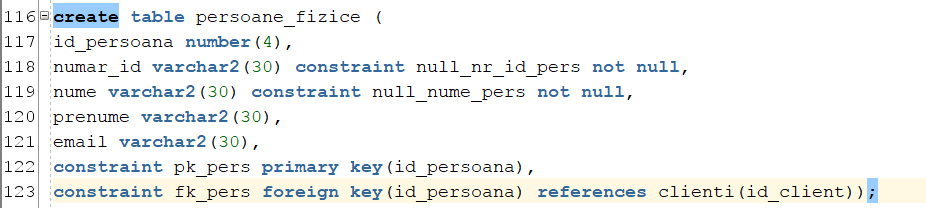 116 create table persoane_fizice (
117 id_persoana number(4),
118 numar_id varchar2(30) constraint null_nr_id_pers not null,
119 nume varchar2(30) constraint null_nume_pers not null,
120 prenume varchar2(30),
121 email varchar2(30),
122 constraint pk_pers primary key(id_persoana),
123 constraint fk_pers foreign key(id_persoana) references clienti(id_client));